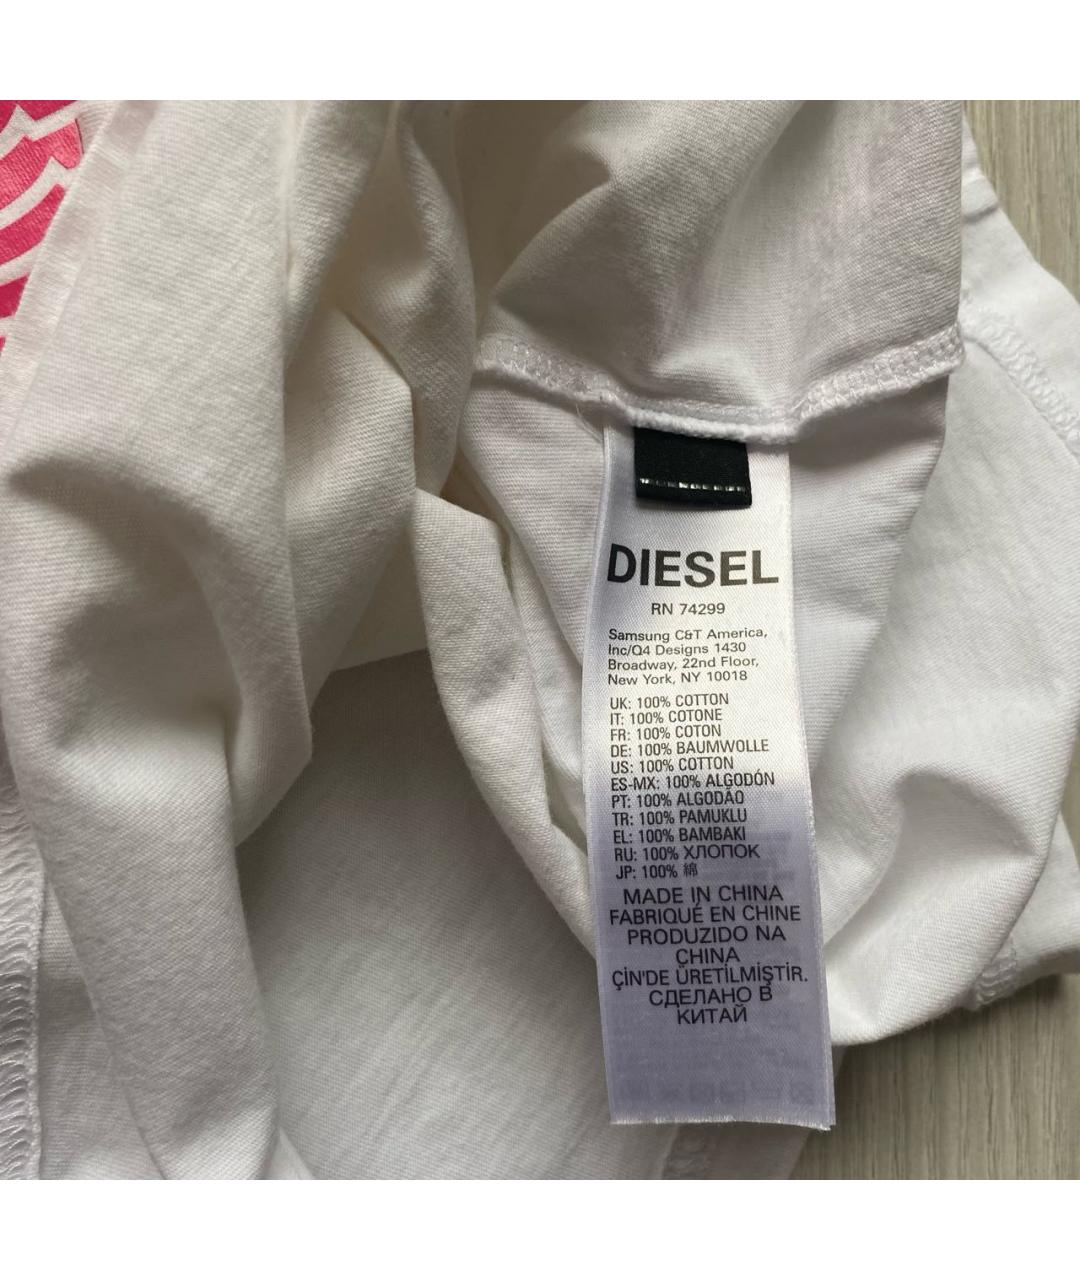 DIESEL
RN 74299
Samsung C&T America,
Inc/Q4 Designs 1430
Broadway, 22nd Floor,
New York, NY 10018
UK: 100% COTTON
IT: 100% COTONE
FR: 100% COTON
DE: 100% BAUMWOLLE
US: 100% COTTON
ES-MX: 100% ALGODÓN
PT: 100% ALGODÃO
TR: 100% PAMUKLU
EL: 100% BAMBAKI
RU: 100% ХЛОПОК
JP: 100% 綿
MADE IN CHINA
FABRIQUÉ EN CHINE
PRODUZIDO NA
CHINA
ÇİN'DE ÜRETİLMİŞTİR.
СДЕЛАНО В
КИТАЙ